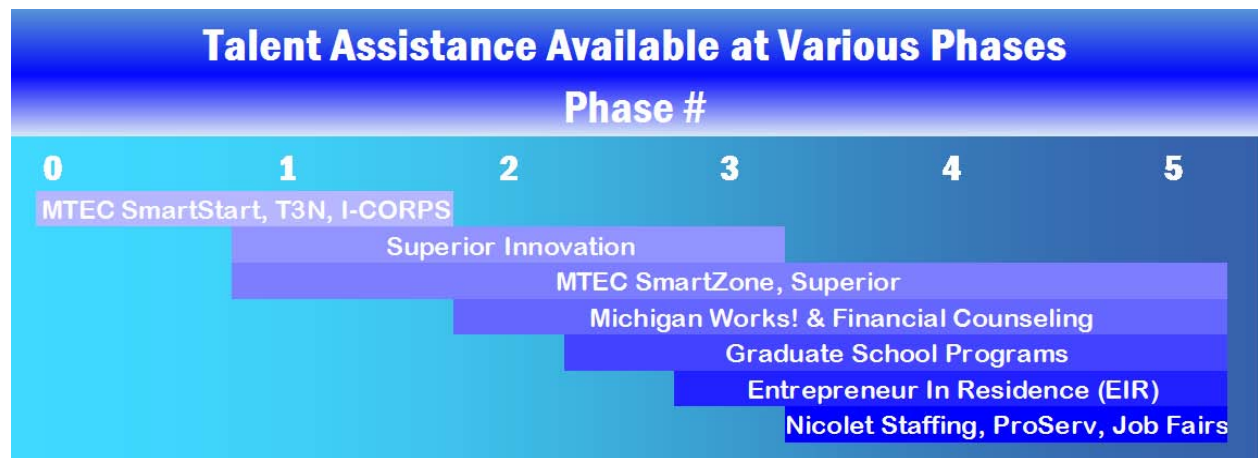 Talent Assistance Available at Various Phases
Phase #
0 1 2 3 4 5
MTEC SmartStart, T3N, I-CORPS
Superior Innovation
MTEC SmartZone, Superior
Michigan Works! & Financial Counseling
Graduate School Programs
Entrepreneur In Residence (EIR)
Nicolet Staffing, ProServ, Job Fairs